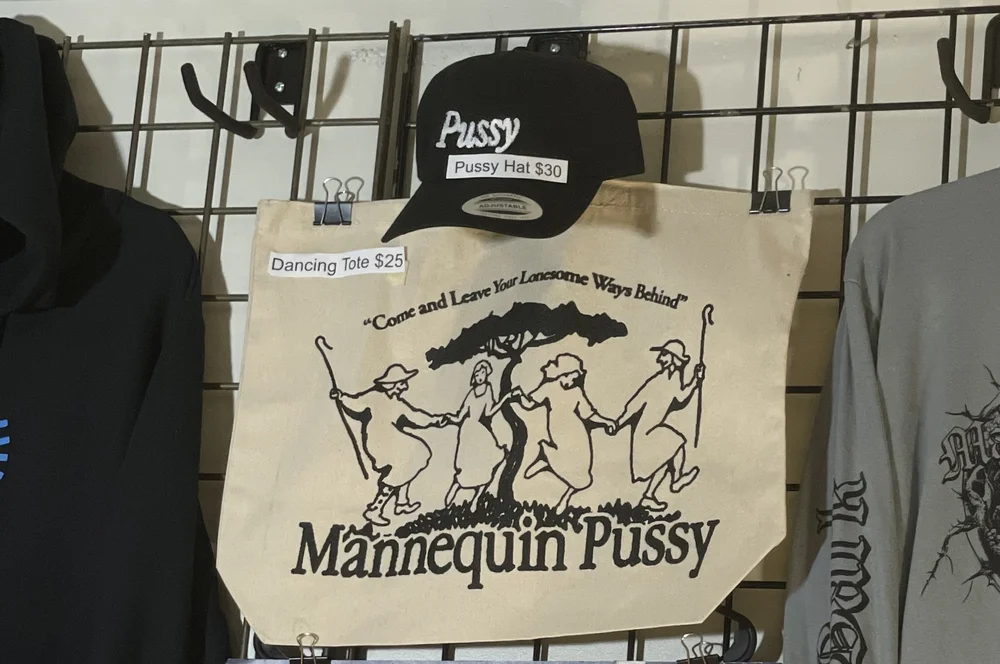 Pussy
Pussy Hat $30
ADJUSTABLE
Dancing Tote $25
“Come and Leave Your Lonesome Ways Behind”
Mannequin Pussy